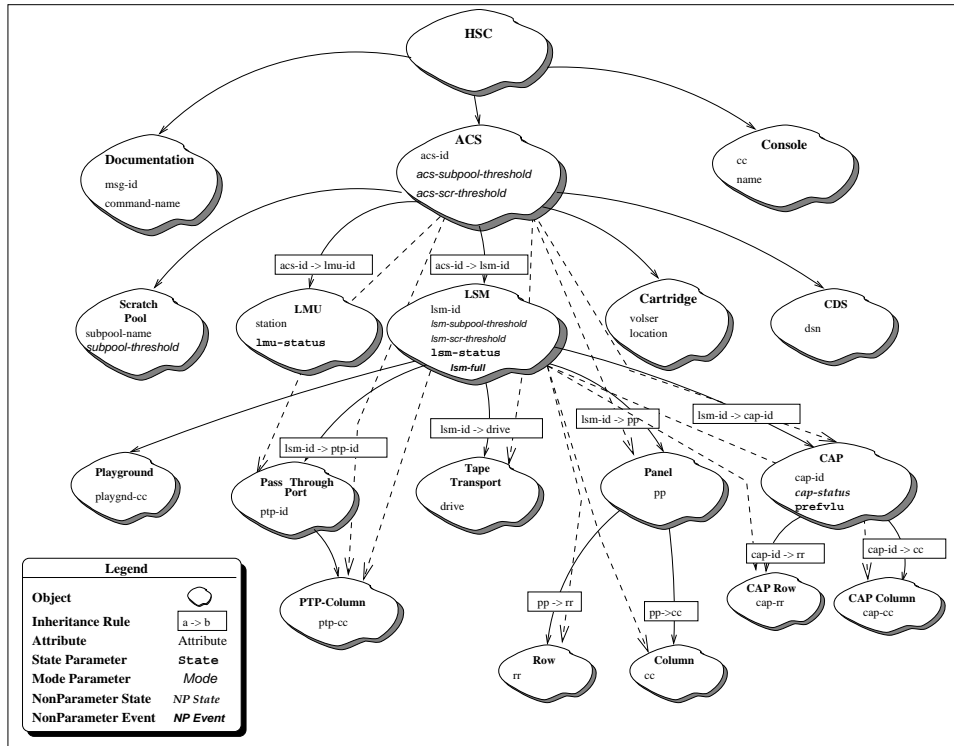 HSC
Documentation
msg-id
command-name
ACS
acs-id
acs-subpool-threshold
acs-scr-threshold
Console
cc
name
acs-id -> lmu-id
acs-id -> lsm-id
Scratch
Pool
subpool-name
subpool-threshold
LMU
station
lmu-status
LSM
lsm-id
lsm-subpool-threshold
lsm-scr-threshold
lsm-status
lsm-full
Cartridge
volser
location
CDS
dsn
lsm-id -> ptp-id
lsm-id -> drive
lsm-id -> pp
lsm-id -> cap-id
Playground
playgnd-cc
Pass Through
Port
ptp-id
Tape
Transport
drive
Panel
pp
CAP
cap-id
cap-status
prefvlu
cap-id -> rr
cap-id -> cc
PTP-Column
ptp-cc
pp -> rr
pp->cc
CAP Row
cap-rr
CAP Column
cap-cc
Row
rr
Column
cc
Legend
Object
Inheritance Rule
a -> b
Attribute
Attribute
State Parameter
State
Mode Parameter
Mode
NonParameter State
NP State
NonParameter Event
NP Event